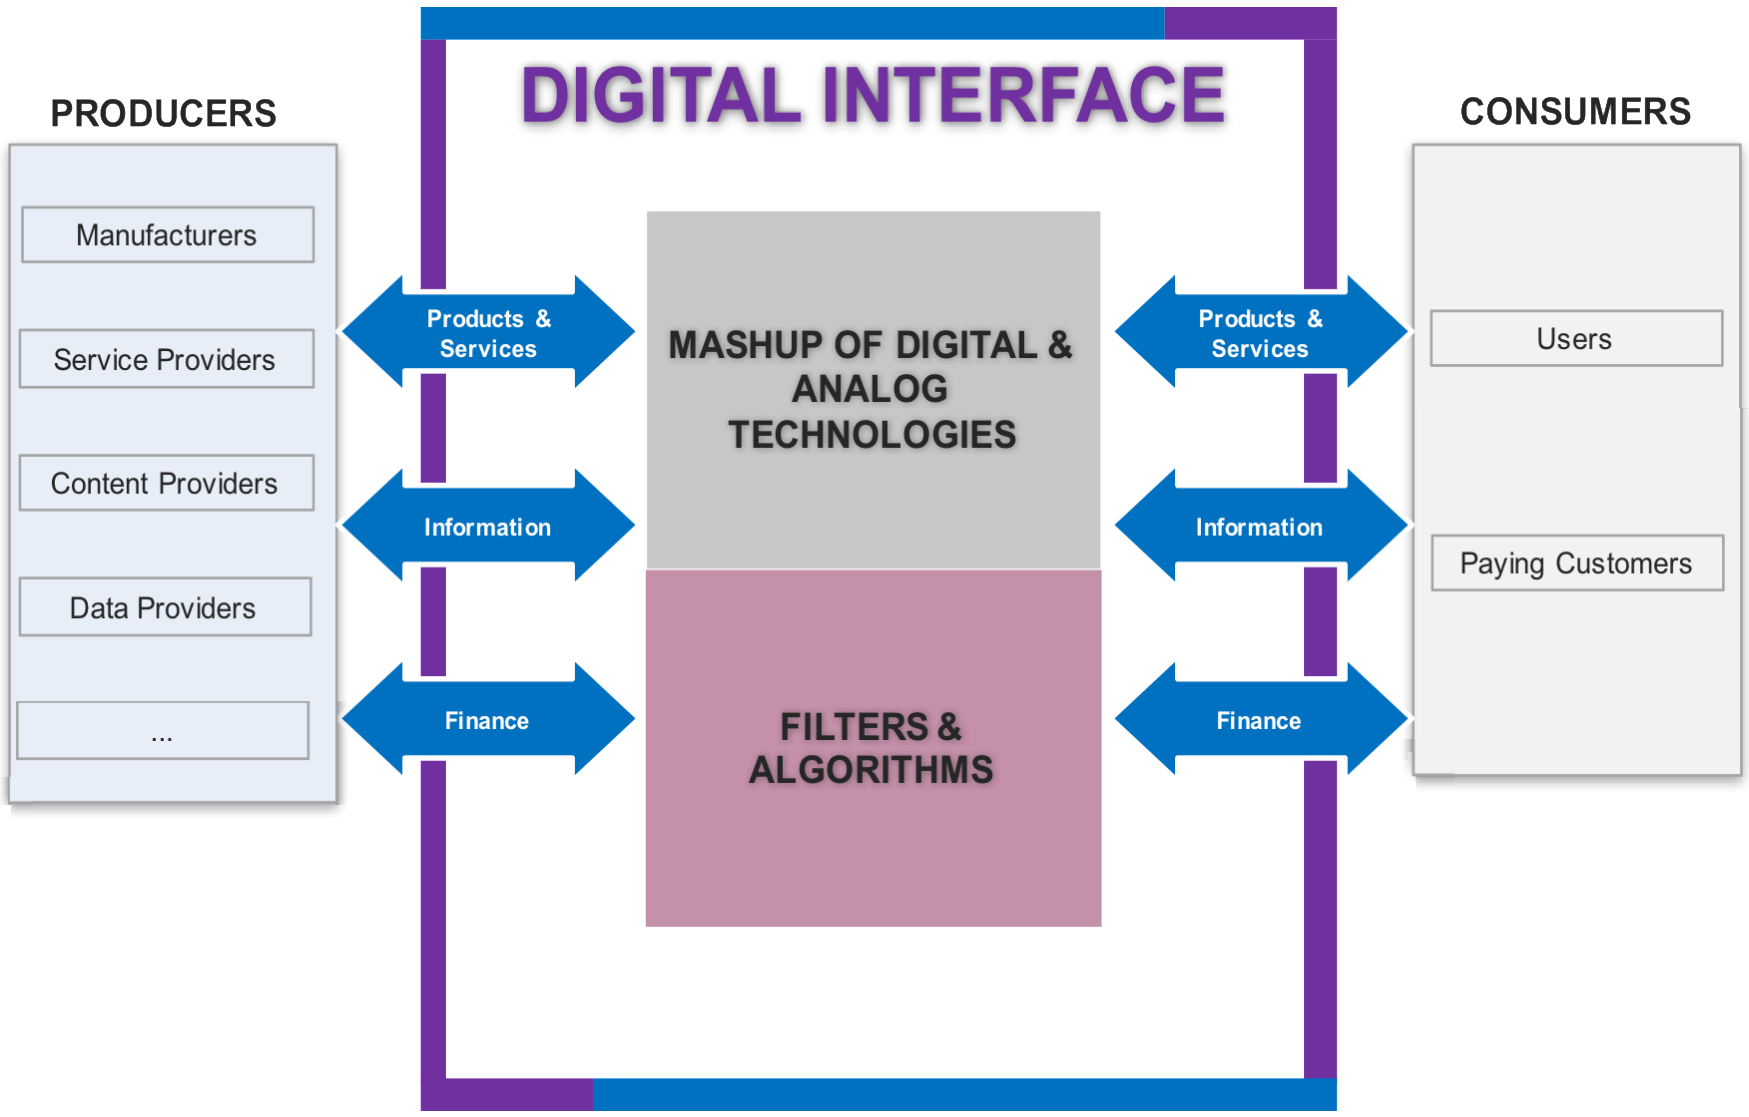 DIGITAL INTERFACE
PRODUCERS
Manufacturers
Service Providers
Content Providers
Data Providers
...
Products &
Services
Information
Finance
MASHUP OF DIGITAL &
ANALOG
TECHNOLOGIES
FILTERS &
ALGORITHMS
Products &
Services
Information
Finance
CONSUMERS
Users
Paying Customers